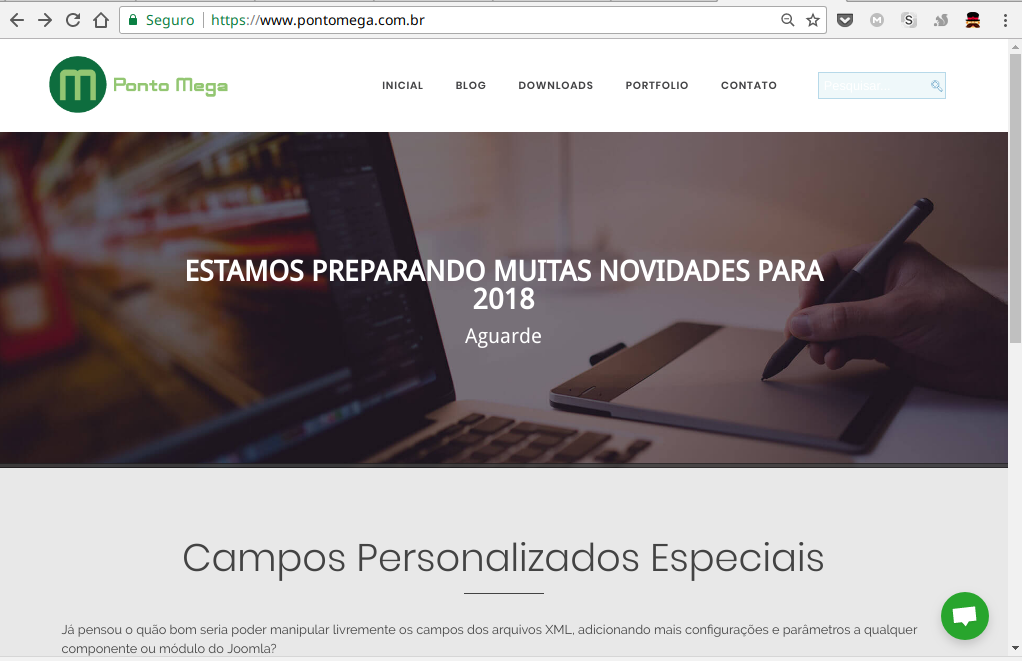 Seguro
https://www.pontomega.com.br
M
S
m Ponto Mega
INICIAL BLOG DOWNLOADS PORTFOLIO CONTATO
Pesquisar...
ESTAMOS PREPARANDO MUITAS NOVIDADES PARA
2018
Aguarde
Campos Personalizados Especiais
Já pensou o quão bom seria poder manipular livremente os campos dos arquivos XML, adicionando mais configurações e parâmetros a qualquer
componente ou módulo do Joomla?